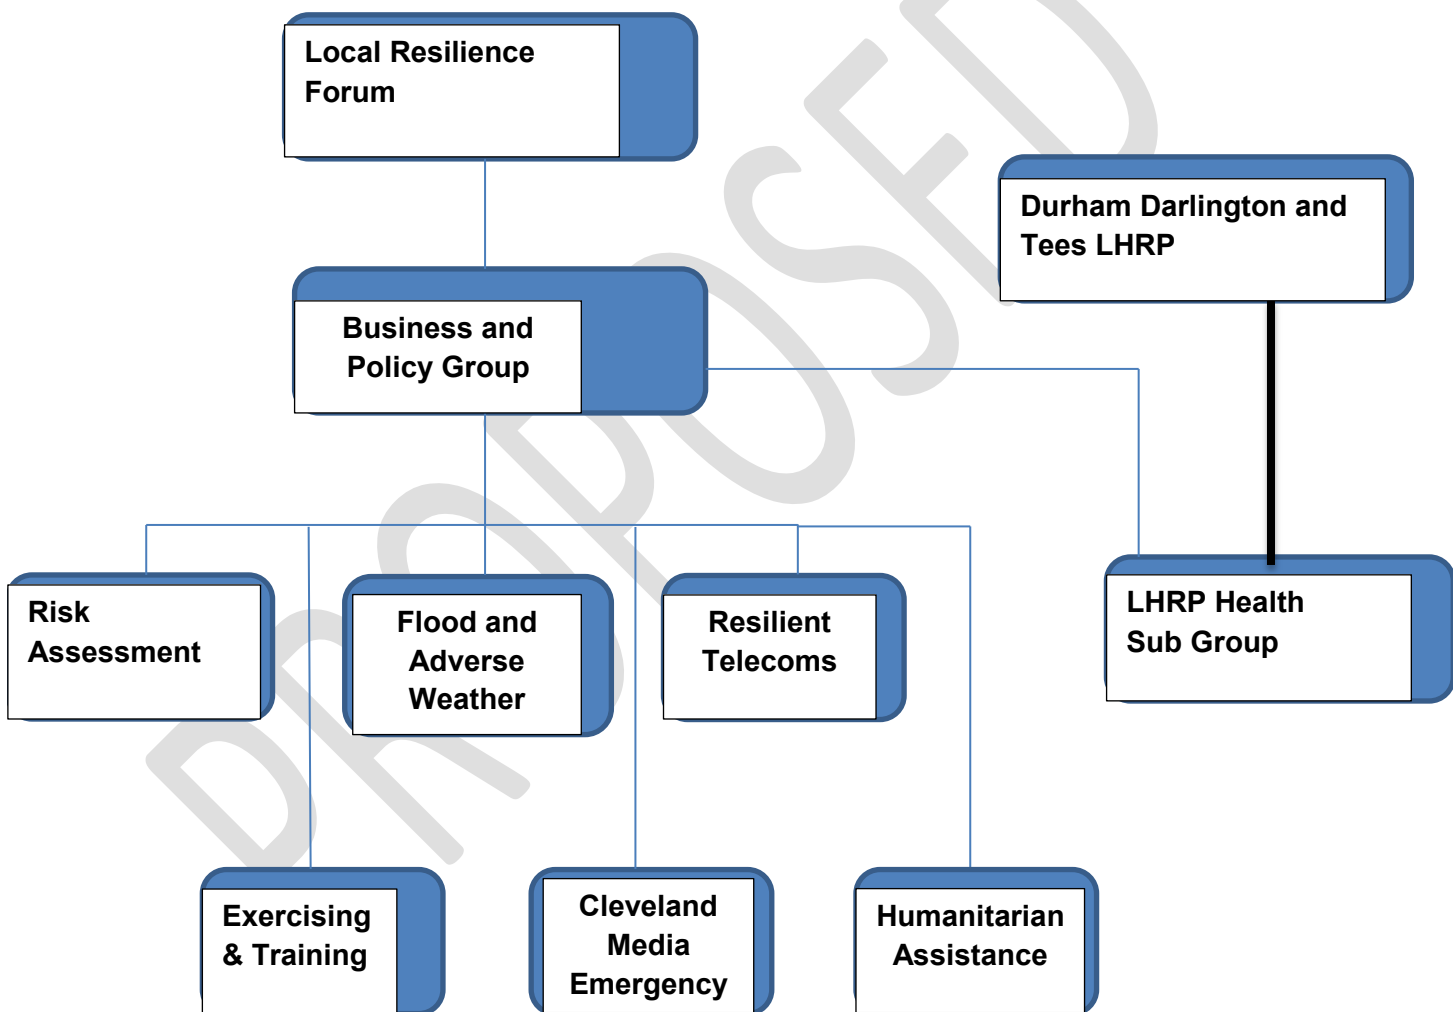 Local Resilience
Forum
Durham Darlington and
Tees LHRP
Business and
Policy Group
Risk
Assessment
Flood and
Adverse
Weather
Resilient
Telecoms
LHRP Health
Sub Group
Exercising
& Training
Cleveland
Media
Emergency
Humanitarian
Assistance
PROPOSED